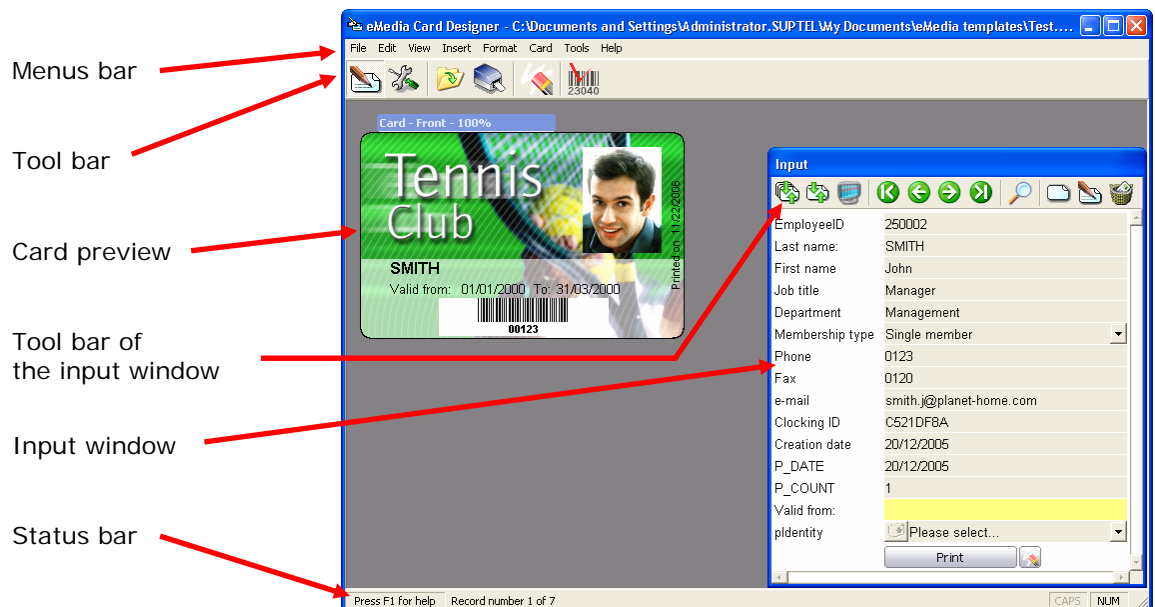 eMedia Card Designer - C:\Documents and Settings\Administrator.SUPTEL\My Documents\eMedia templates\Test....
File Edit View Insert Format Card Tools Help
23040
Menus bar
Tool bar
Card preview
Tool bar of
the input window
Input window
Status bar
Card - Front - 100%
Tennis
Club
SMITH
Valid from: 01/01/2000 To: 31/03/2000
00123
Printed on 11/22/2006
Input
EmployeeID 250002
Last name: SMITH
First name John
Job title Manager
Department Management
Membership type Single member
Phone 0123
Fax 0120
e-mail smith.j@planet-home.com
Clocking ID C521DF8A
Creation date 20/12/2005
P_DATE 20/12/2005
P_COUNT 1
Valid from:
pIdentity Please select...
Print
Press F1 for help Record number 1 of 7 CAPS NUM